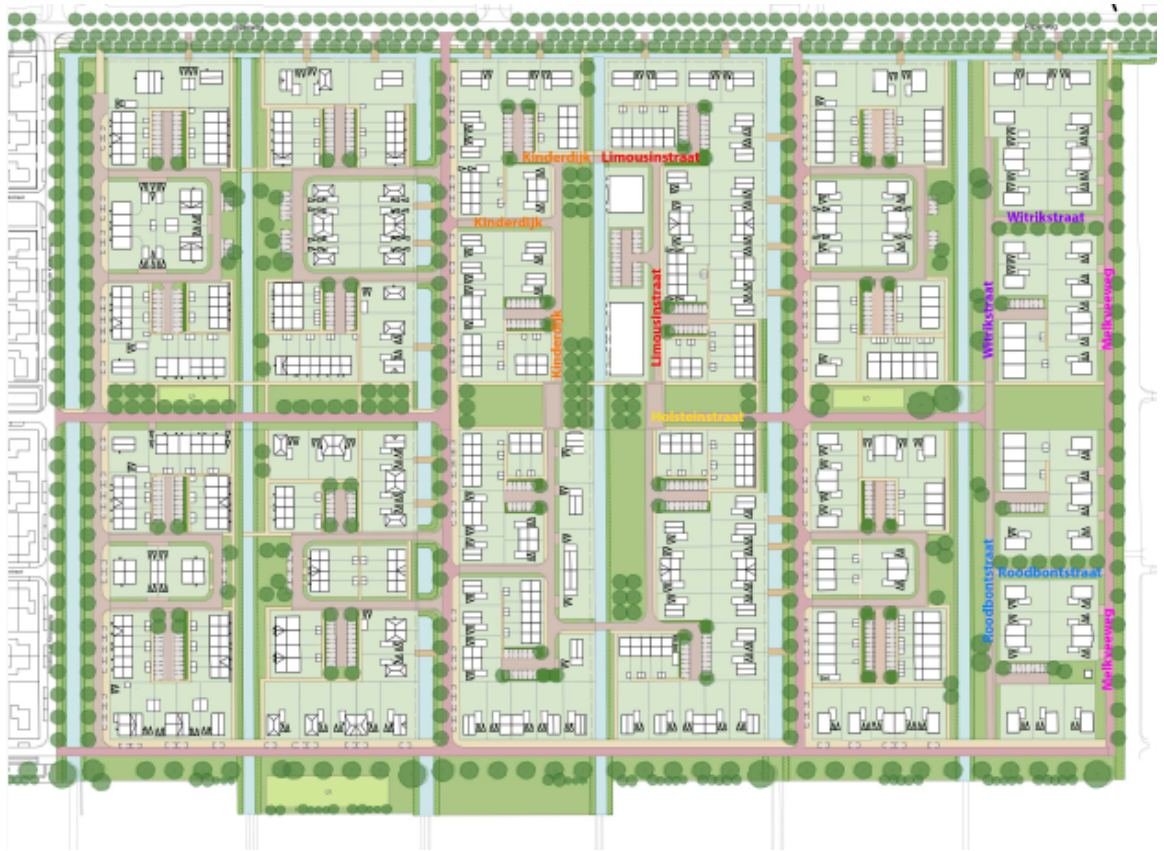 Kinderdijk
Limousinstraat
Kinderdijk
Witrikstraat
Limousinstraat
Kinderdijk
Witrikstraat
Melkveeweg
Holsteinstraat
Roodbontstraat
Roodbontstraat
Melkveeweg